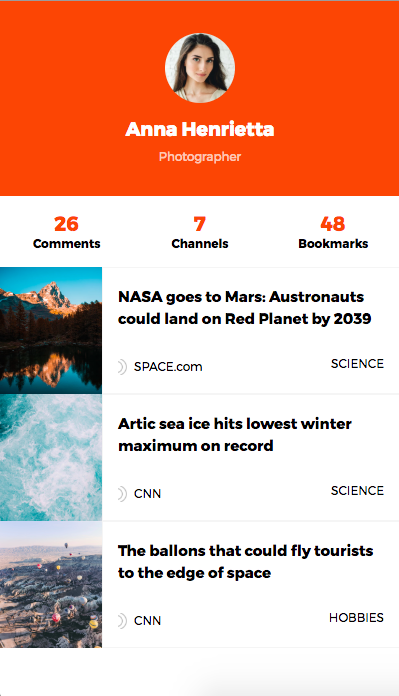 Anna Henrietta
Photographer
26 7 48
Comments Channels Bookmarks
NASA goes to Mars: Austronauts
could land on Red Planet by 2039
SPACE.com SCIENCE
Artic sea ice hits lowest winter
maximum on record
CNN SCIENCE
The ballons that could fly tourists
to the edge of space
CNN HOBBIES